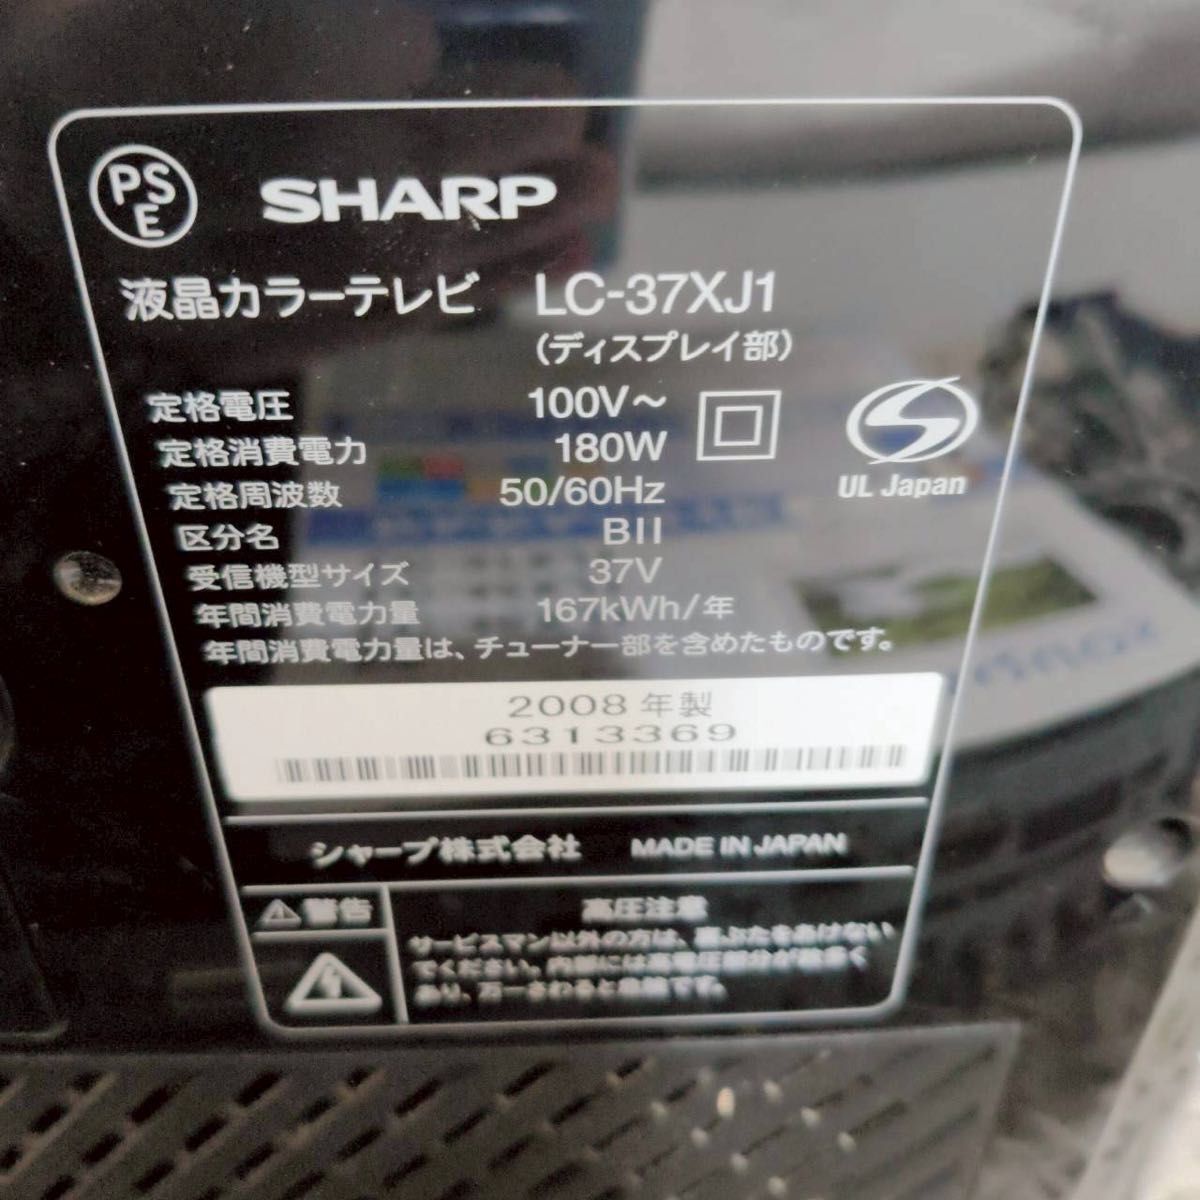 PSE SHARP
液晶カラーテレビ LC-37XJ1
(ディスプレイ部)
定格電圧 100V～
定格消費電力 180W
定格周波数 50/60Hz
区分名 BII
受信機型サイズ 37V
年間消費電力量 167kWh/年
年間消費電力量は、チューナー部を含めたものです。
UL Japan
2008年製
6313369
シャープ株式会社 MADE IN JAPAN
警告
高圧注意
サービスマン以外の方は、裏ぶたをあけない
でください。内部には高電圧部分が数多く
あり、万一さわると危険です。